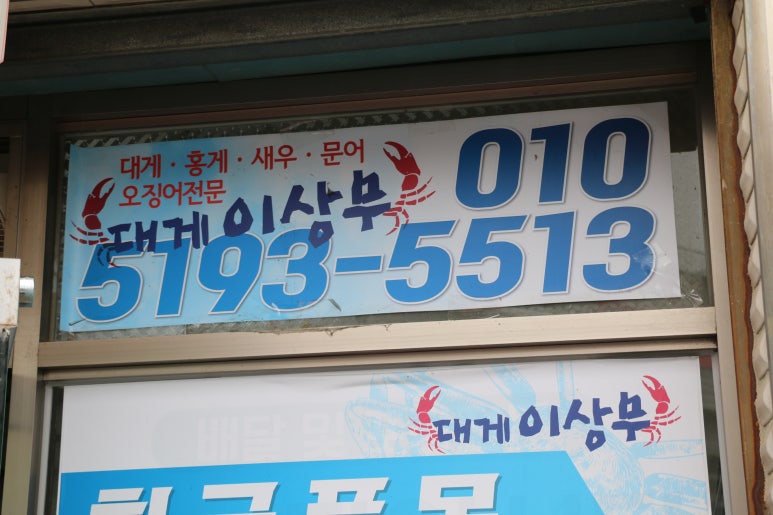 대게 · 홍게 · 새우 · 문어
오징어전문
대게 이상무
010
5193-5513
대게 이상무